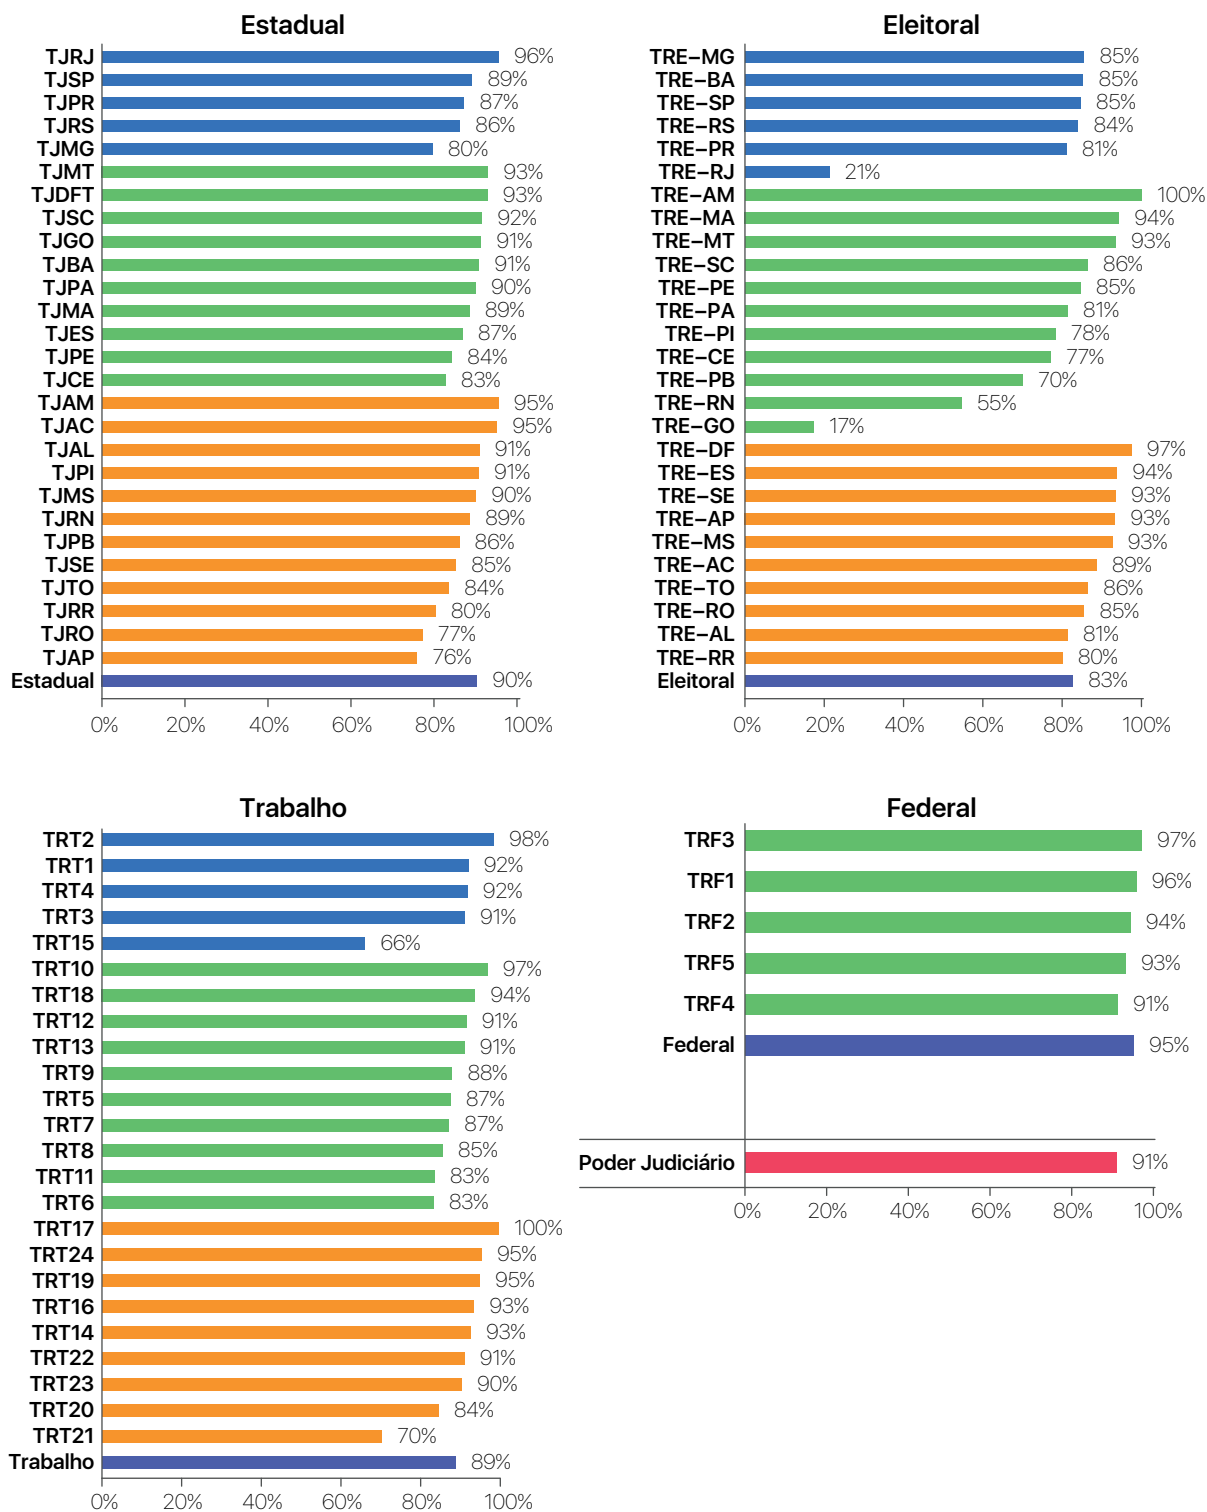 Estadual
TJRJ 96%
TJSP 89%
TJPR 87%
TJRS 86%
TJMG 80%
TJMT 93%
TJDFT 93%
TJSC 92%
TJGO 91%
TJBA 91%
TJPA 90%
TJMA 89%
TJES 87%
TJPE 84%
TJCE 83%
TJAM 95%
TJAC 95%
TJAL 91%
TJPI 91%
TJMS 90%
TJRN 89%
TJPB 86%
TJSE 85%
TJTO 84%
TJRR 80%
TJRO 77%
TJAP 76%
Estadual 90%
0% 20% 40% 60% 80% 100%
Eleitoral
TRE–MG 85%
TRE–BA 85%
TRE–SP 85%
TRE–RS 84%
TRE–PR 81%
TRE–RJ 21%
TRE–AM 100%
TRE–MA 94%
TRE–MT 93%
TRE–SC 86%
TRE–PE 85%
TRE–PA 81%
TRE–PI 78%
TRE–CE 77%
TRE–PB 70%
TRE–RN 55%
TRE–GO 17%
TRE–DF 97%
TRE–ES 94%
TRE–SE 93%
TRE–AP 93%
TRE–MS 93%
TRE–AC 89%
TRE–TO 86%
TRE–RO 85%
TRE–AL 81%
TRE–RR 80%
Eleitoral 83%
0% 20% 40% 60% 80% 100%
Trabalho
TRT2 98%
TRT1 92%
TRT4 92%
TRT3 91%
TRT15 66%
TRT10 97%
TRT18 94%
TRT12 91%
TRT13 91%
TRT9 88%
TRT5 87%
TRT7 87%
TRT8 85%
TRT11 83%
TRT6 83%
TRT17 100%
TRT24 95%
TRT19 95%
TRT16 93%
TRT14 93%
TRT22 91%
TRT23 90%
TRT20 84%
TRT21 70%
Trabalho 89%
0% 20% 40% 60% 80% 100%
Federal
TRF3 97%
TRF1 96%
TRF2 94%
TRF5 93%
TRF4 91%
Federal 95%
Poder Judiciário 91%
0% 20% 40% 60% 80% 100%